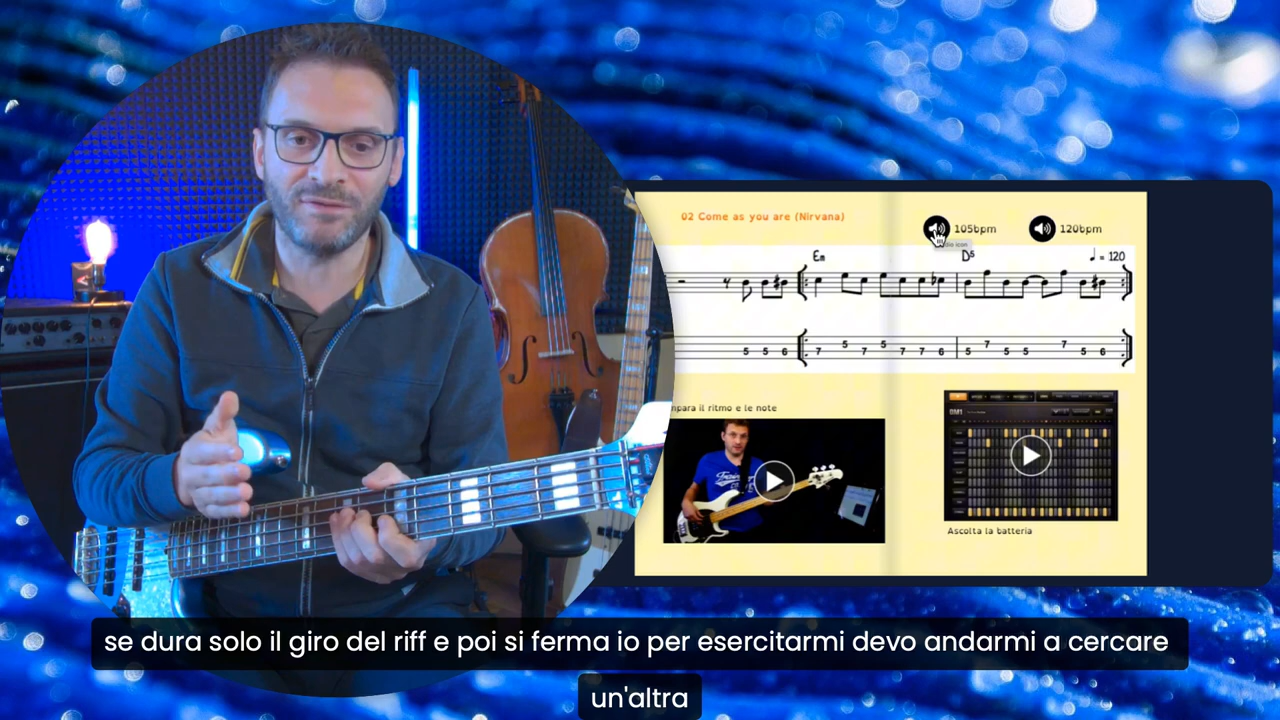 02 Come as you are (Nirvana)
105bpm
120bpm
Em
D5
= 120
5 5 6 7 5 7 5 7 7 6 5 7 5 5 7 5 6
para il ritmo e le note
Ascolta la batteria
se dura solo il giro del riff e poi si ferma io per esercitarmi devo andarmi a cercare
un'altra